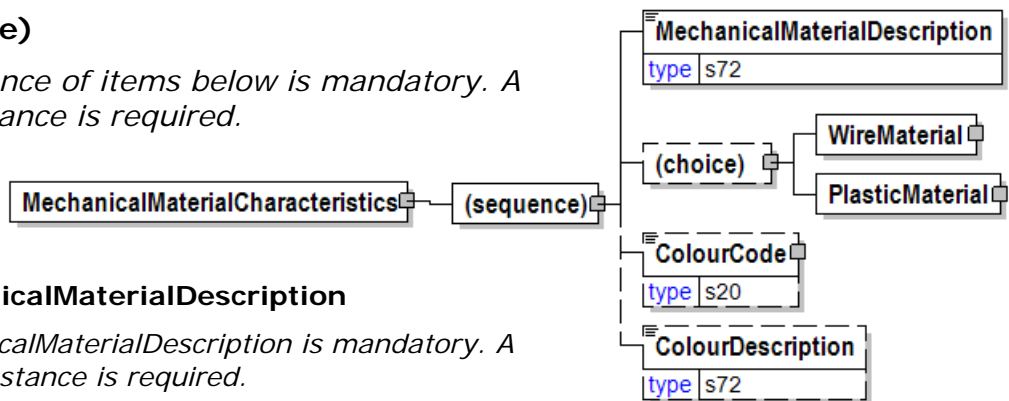 e)
nce of items below is mandatory. A
ance is required.
MechanicalMaterialCharacteristics
(sequence)
MechanicalMaterialDescription
type s72
(choice)
WireMaterial
PlasticMaterial
ColourCode
type s20
ColourDescription
type s72
icalMaterialDescription
calMaterialDescription is mandatory. A
stance is required.